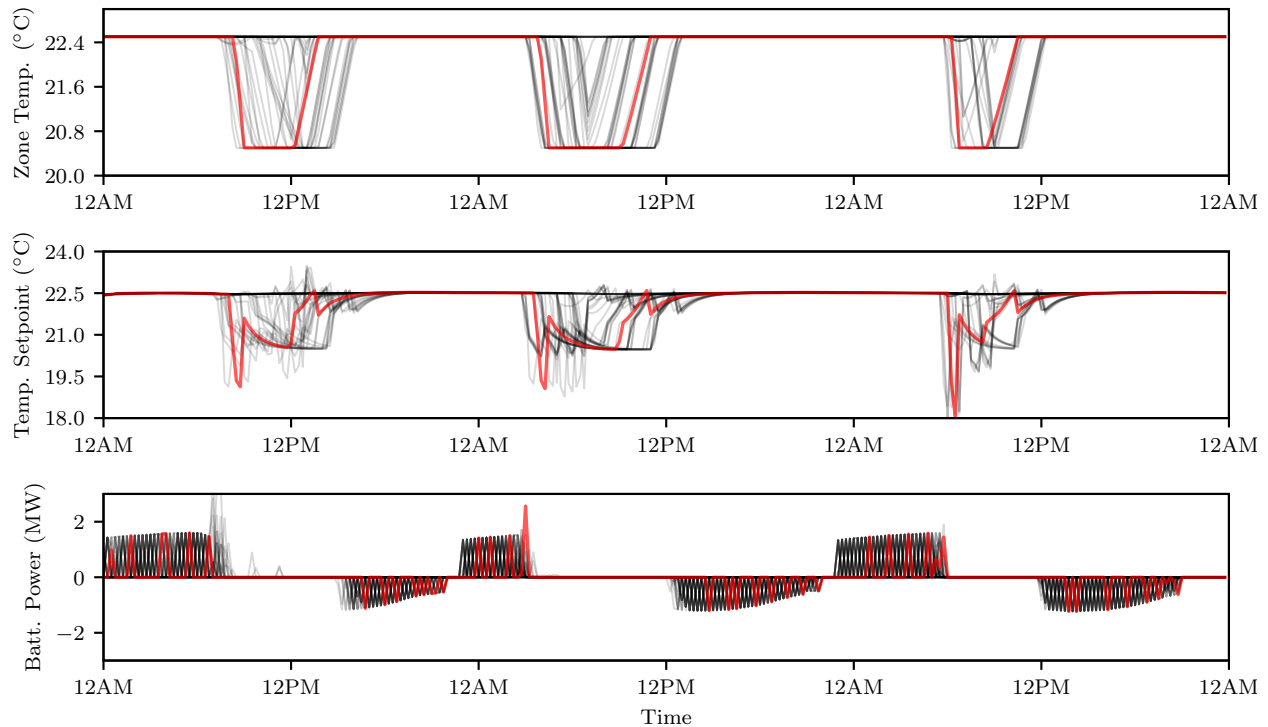 Zone Temp. (°C)
22.4
21.6
20.8
20.0
12AM 12PM 12AM 12PM 12AM 12PM 12AM
Temp. Setpoint (°C)
24.0
22.5
21.0
19.5
18.0
12AM 12PM 12AM 12PM 12AM 12PM 12AM
Batt. Power (MW)
2
0
−2
12AM 12PM 12AM 12PM 12AM 12PM 12AM
Time